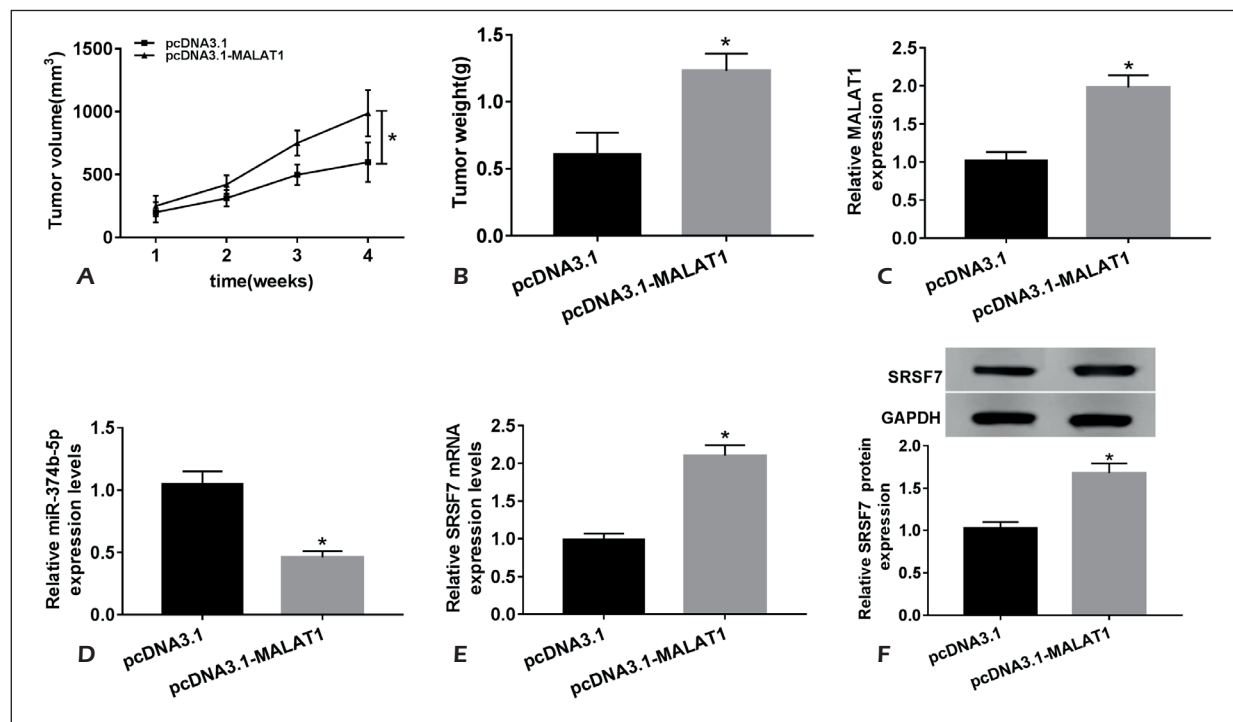 pcDNA3.1
pcDNA3.1-MALAT1
Tumor volume(mm3)
1500
1000
500
0
*
1 2 3 4
time(weeks)
A
Tumor weight(g)
1.5
1.0
0.5
0.0
*
pcDNA3.1
pcDNA3.1-MALAT1
B
Relative MALAT1
expression
2.5
2.0
1.5
1.0
0.5
0.0
*
pcDNA3.1
pcDNA3.1-MALAT1
C
Relative miR-374b-5p
expression levels
1.5
1.0
0.5
0.0
*
pcDNA3.1
pcDNA3.1-MALAT1
D
Relative SRSF7 mRNA
expression levels
2.5
2.0
1.5
1.0
0.5
0.0
*
pcDNA3.1
pcDNA3.1-MALAT1
E
SRSF7
GAPDH
Relative SRSF7 protein
expression
2.0
1.5
1.0
0.5
0.0
*
pcDNA3.1
pcDNA3.1-MALAT1
F